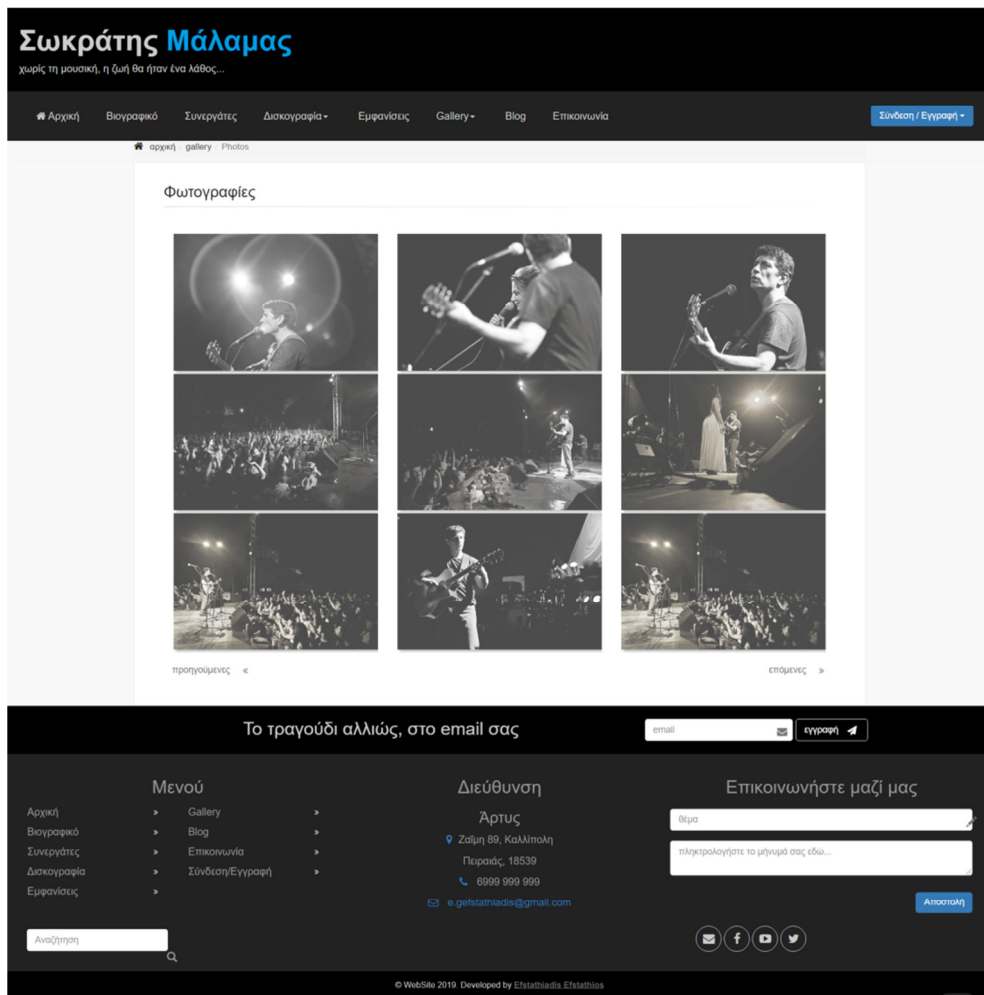 Σωκράτης Μάλαμας
χωρίς τη μουσική, η ζωή θα ήταν ένα λάθος...
Αρχική Βιογραφικό Συνεργάτες Δισκογραφία Εμφανίσεις Gallery Blog Επικοινωνία Σύνδεση / Εγγραφή
αρχική / gallery / Photos
Φωτογραφίες
προηγούμενες « επόμενες »
Το τραγούδι αλλιώς, στο email σας email εγγραφή
Μενού
Αρχική » Gallery »
Βιογραφικό » Blog »
Συνεργάτες » Επικοινωνία »
Δισκογραφία » Σύνδεση/Εγγραφή »
Εμφανίσεις »
Αναζήτηση
Διεύθυνση
Άρτυς
Ζαΐμη 89, Καλλίπολη
Πειραιάς, 18539
6999 999 999
e.gefstathiadis@gmail.com
Επικοινωνήστε μαζί μας
θέμα
πληκτρολογήστε το μήνυμά σας εδώ...
Αποστολή
© WebSite 2019. Developed by Efstathiadis Efstathios